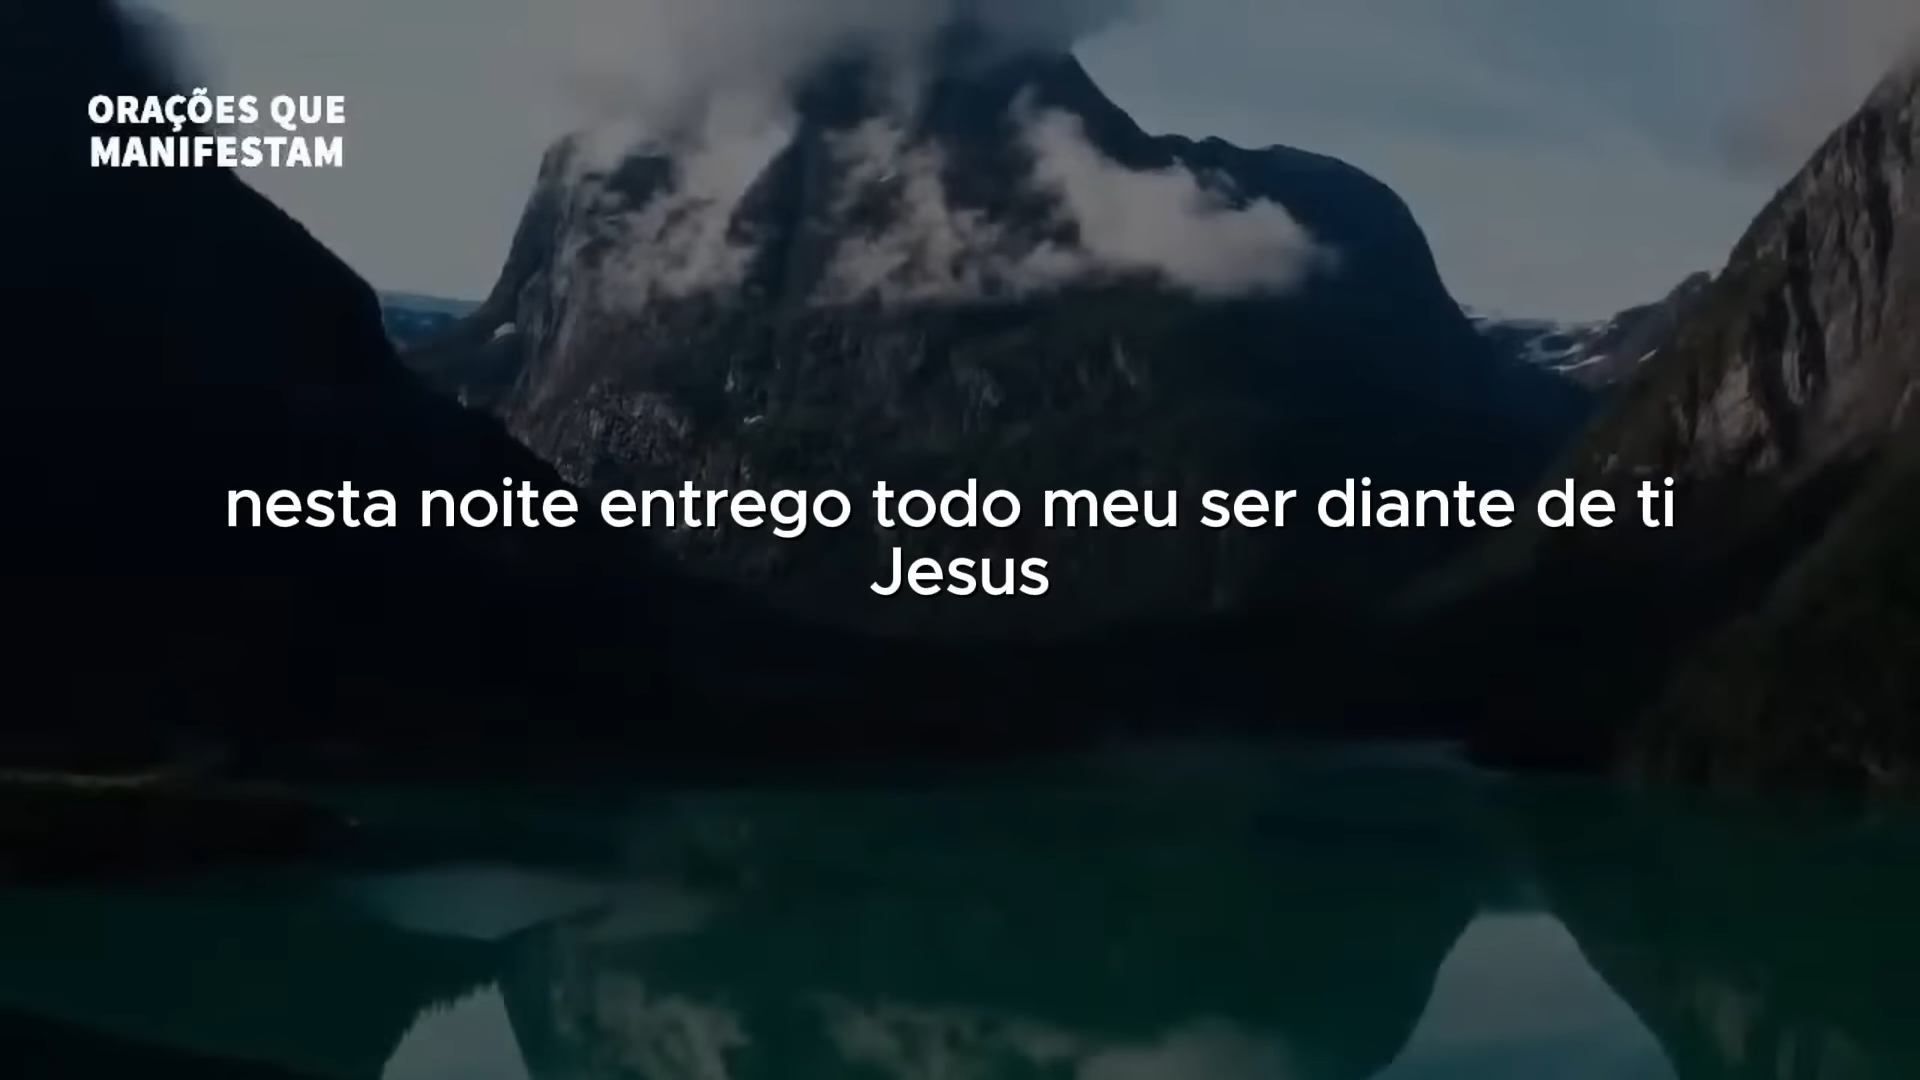 ORAÇÕES QUE
MANIFESTAM
nesta noite entrego todo meu ser diante de ti
Jesus